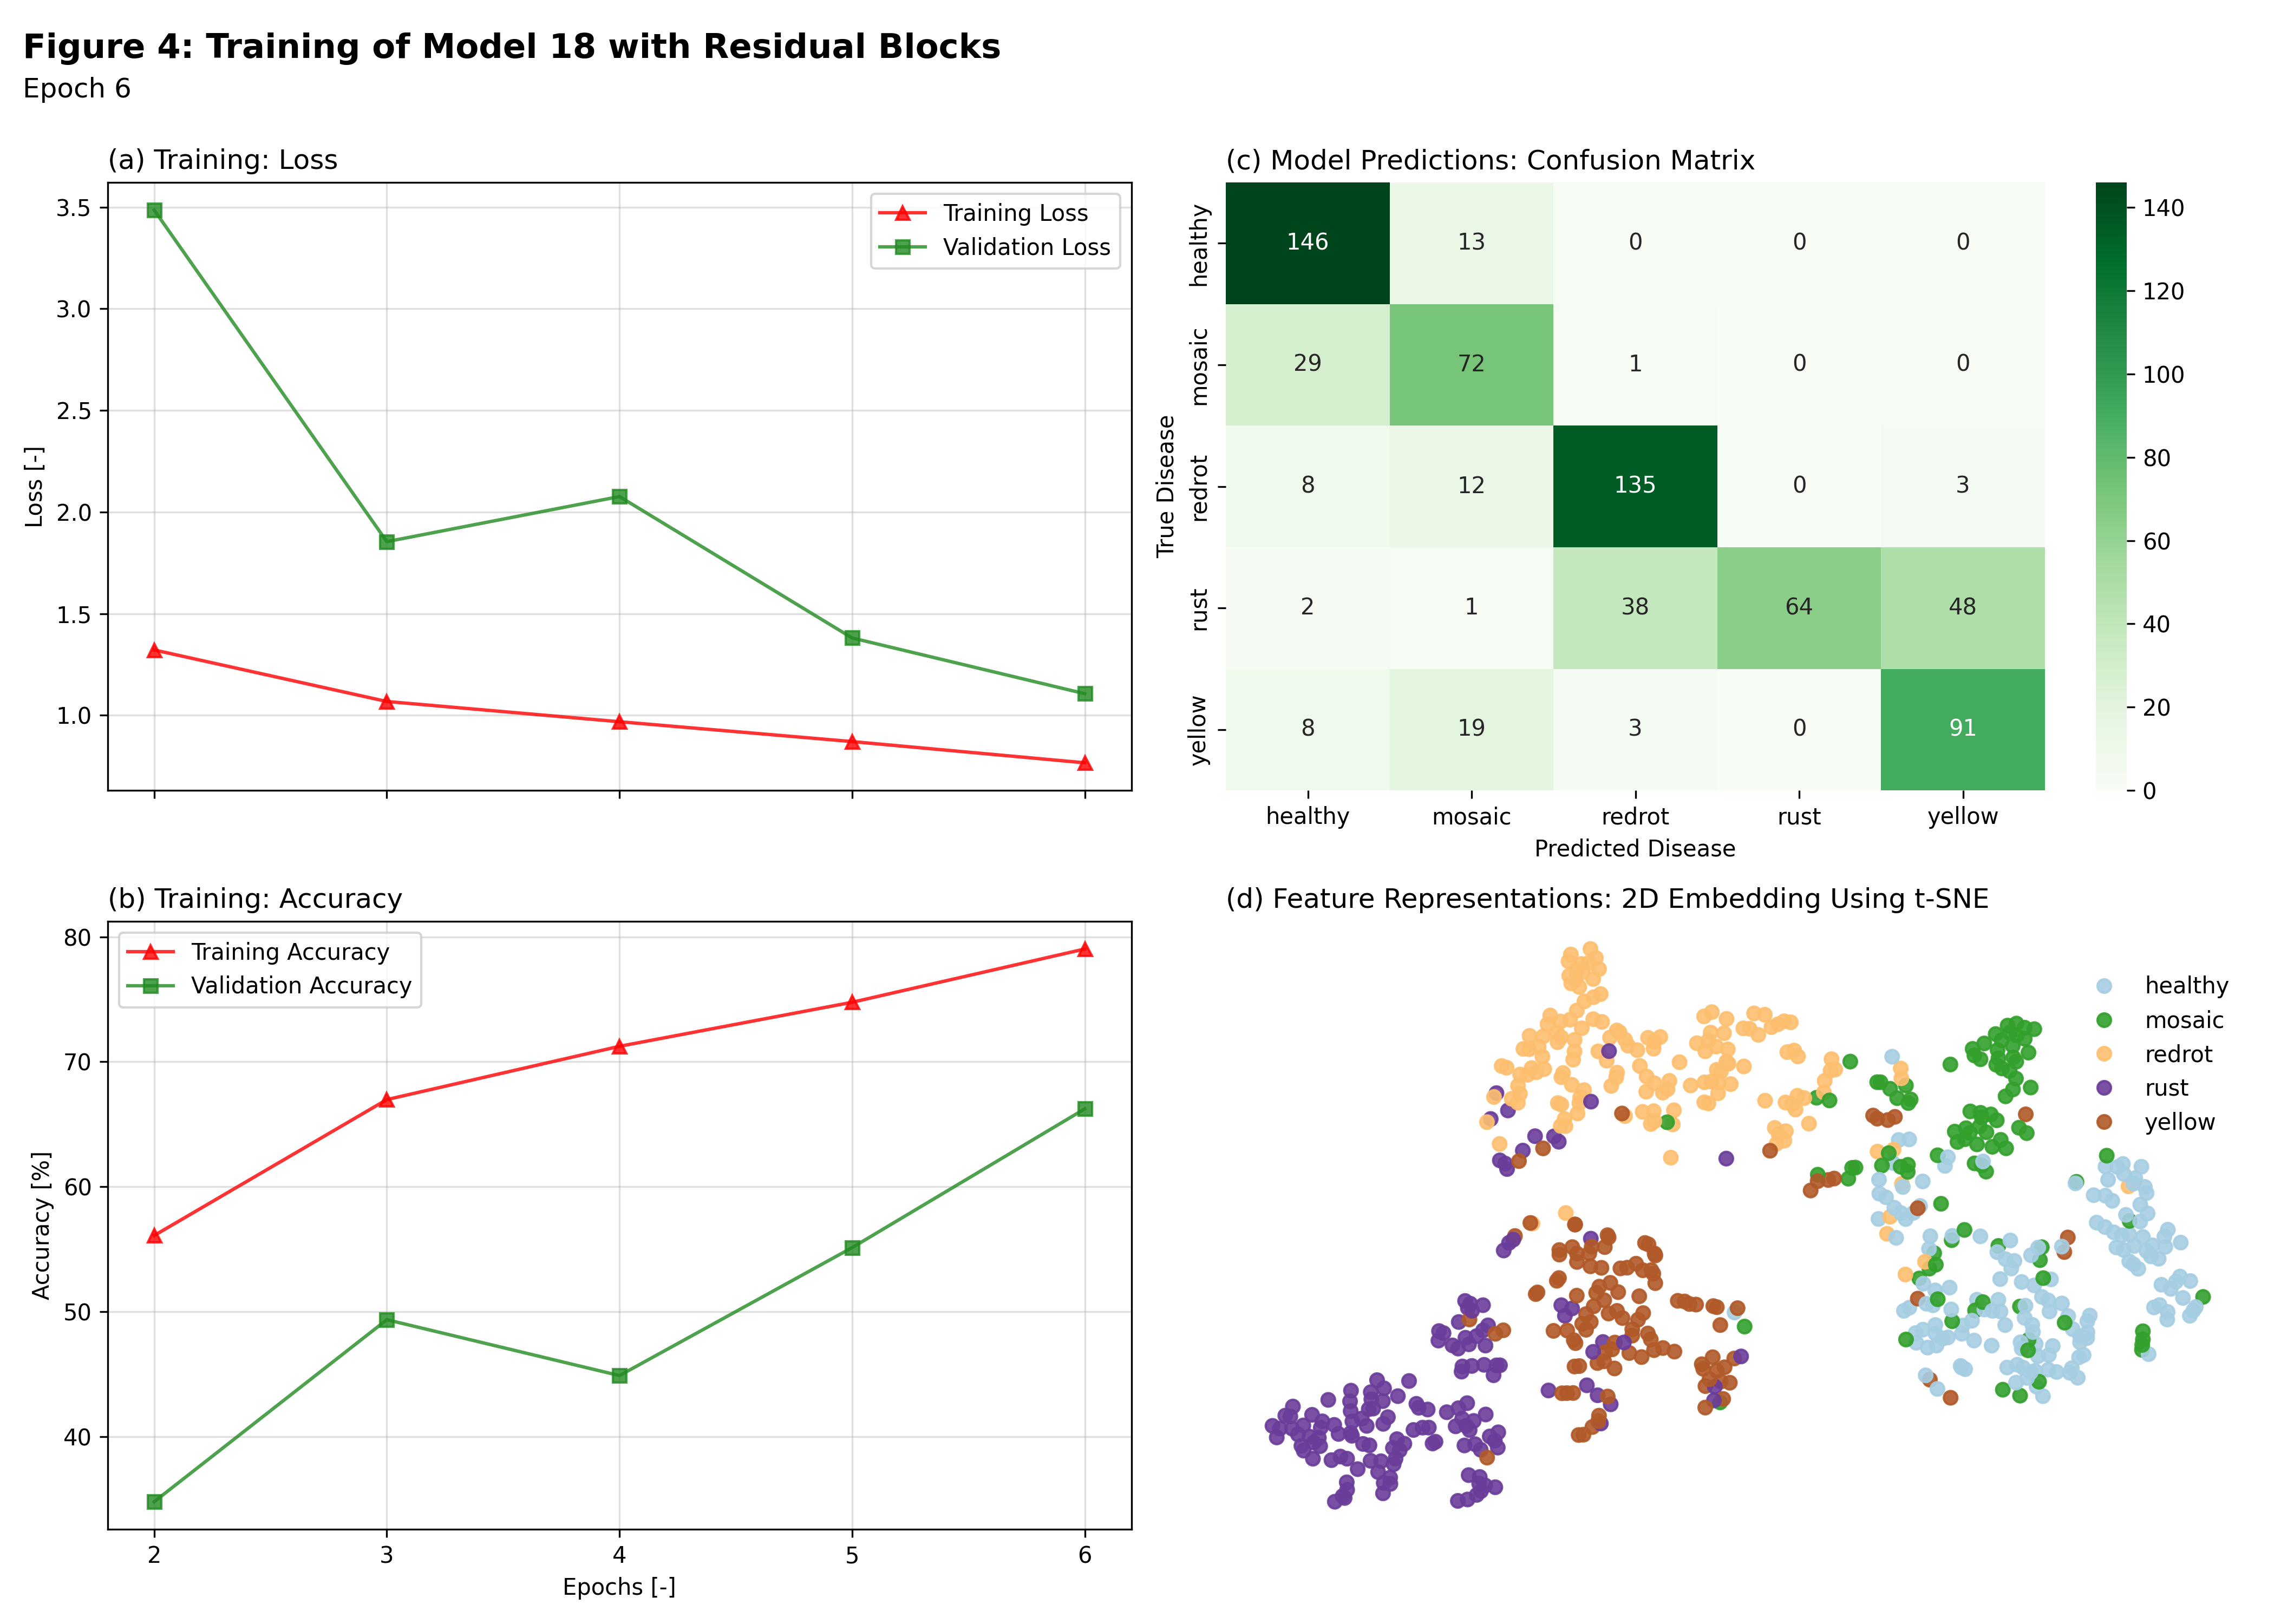 Figure 4: Training of Model 18 with Residual Blocks
Epoch 6
(a) Training: Loss
3.5
3.0
2.5
2.0
1.5
1.0
Loss [-]
Training Loss
Validation Loss
(b) Training: Accuracy
80
70
60
50
40
Accuracy [%]
Training Accuracy
Validation Accuracy
2 3 4 5 6
Epochs [-]
(c) Model Predictions: Confusion Matrix
True Disease
healthy 146 13 0 0 0
mosaic 29 72 1 0 0
redrot 8 12 135 0 3
rust 2 1 38 64 48
yellow 8 19 3 0 91
healthy mosaic redrot rust yellow
Predicted Disease
140
120
100
80
60
40
20
0
(d) Feature Representations: 2D Embedding Using t-SNE
healthy
mosaic
redrot
rust
yellow